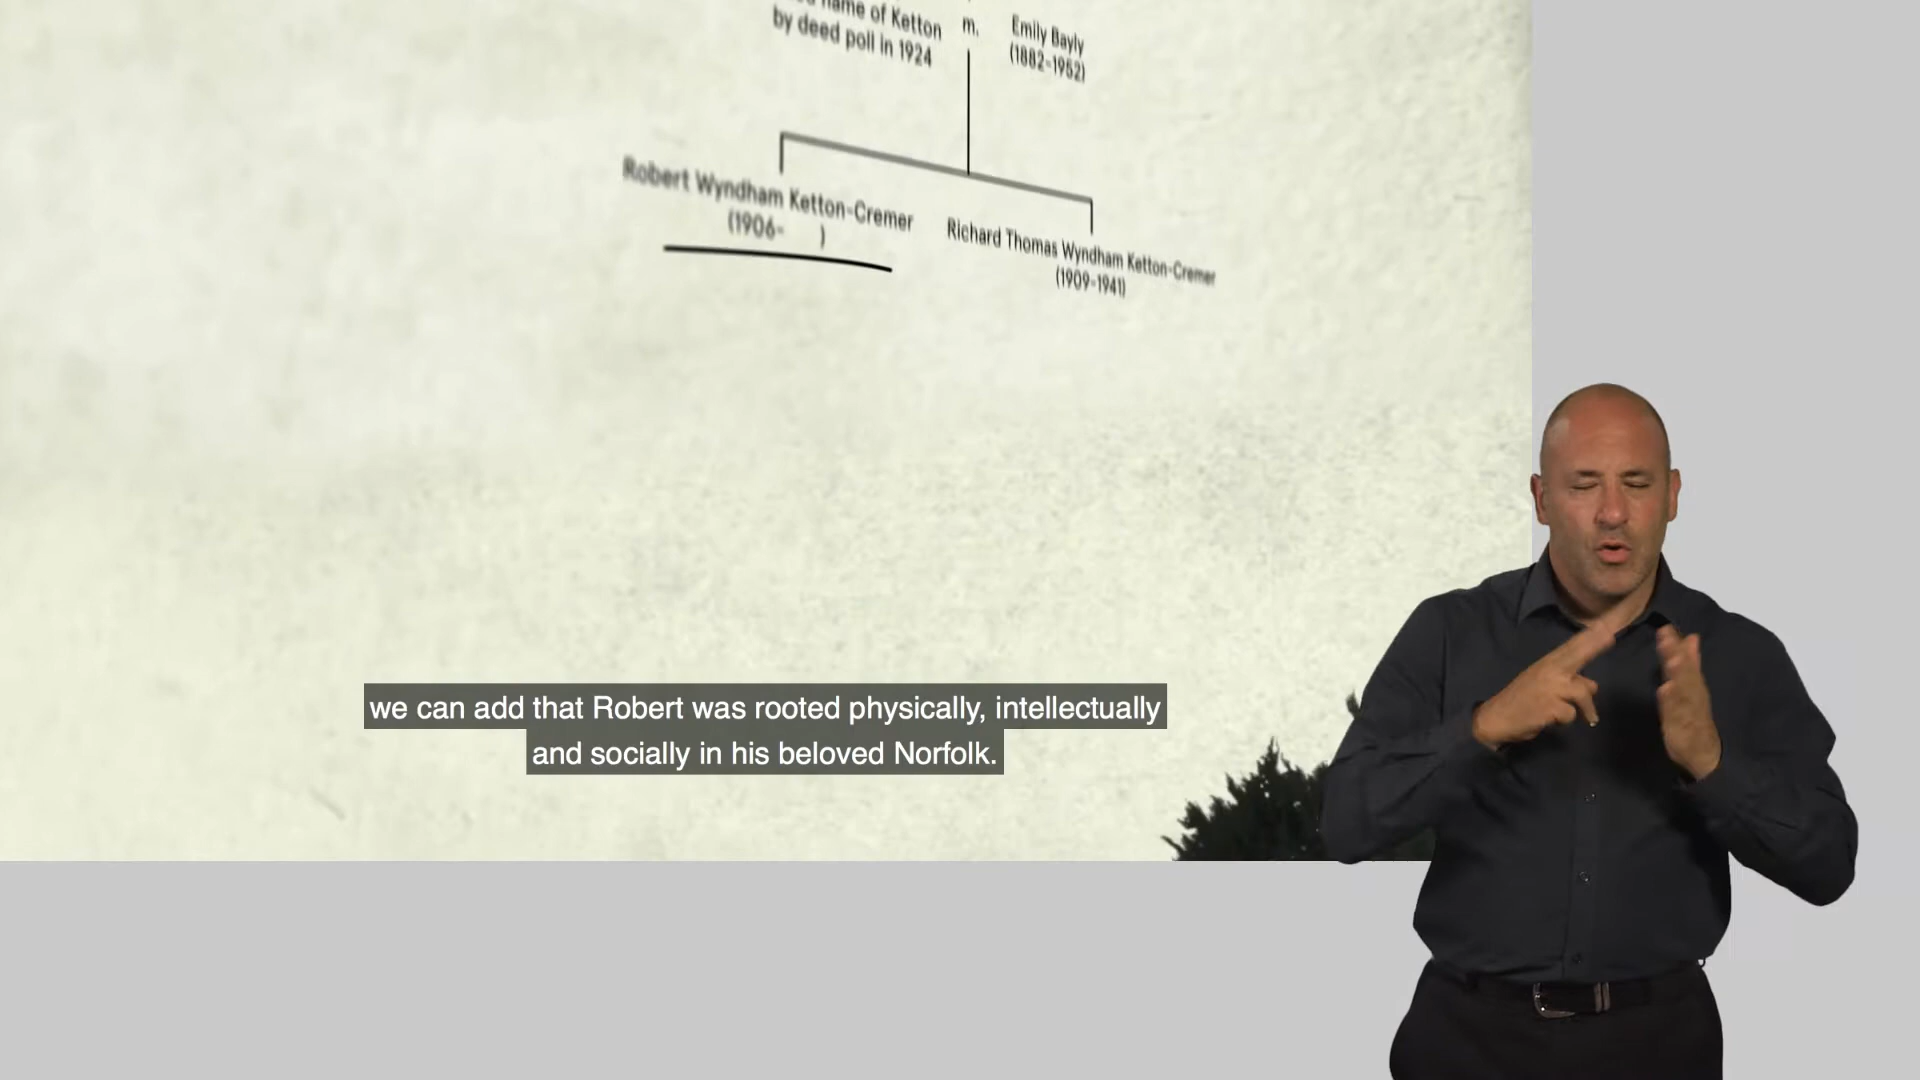 name of Ketton
by deed poll in 1924
m.
Emily Bayly
(1882-1952)
Robert Wyndham Ketton-Cremer
(1906- )
Richard Thomas Wyndham Ketton-Cremer
(1909-1941)
we can add that Robert was rooted physically, intellectually
and socially in his beloved Norfolk.